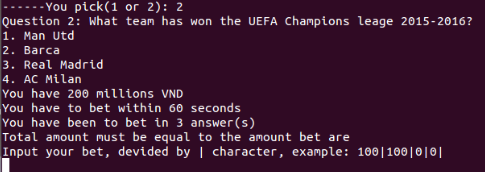 ------You pick(1 or 2): 2
Question 2: What team has won the UEFA Champions leage 2015-2016?
1. Man Utd
2. Barca
3. Real Madrid
4. AC Milan
You have 200 millions VND
You have to bet within 60 seconds
You have been to bet in 3 answer(s)
Total amount must be equal to the amount bet are
Input your bet, devided by | character, example: 100|100|0|0|